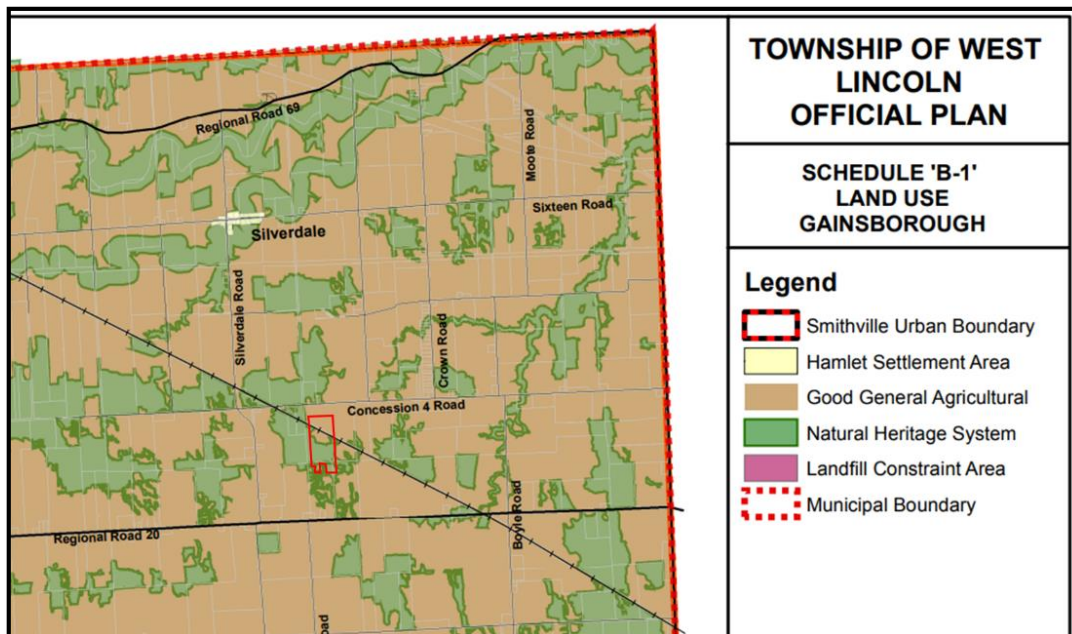 TOWNSHIP OF WEST
LINCOLN
OFFICIAL PLAN
SCHEDULE 'B-1'
LAND USE
GAINSBOROUGH
Legend
Smithville Urban Boundary
Hamlet Settlement Area
Good General Agricultural
Natural Heritage System
Landfill Constraint Area
Municipal Boundary
Regional Road 69
Moote Road
Sixteen Road
Silverdale
Silverdale Road
Crown Road
Concession 4 Road
Boyle Road
Regional Road 20
oad